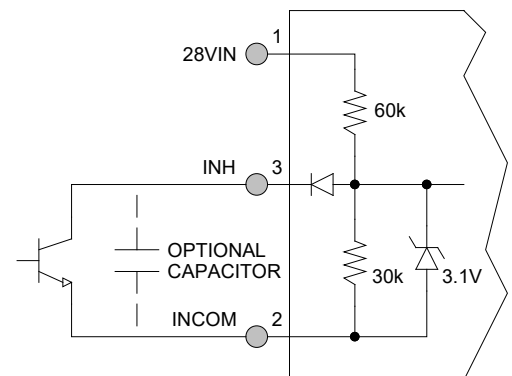 1
28VIN
60k
INH 3
OPTIONAL
CAPACITOR
30k
3.1V
INCOM 2